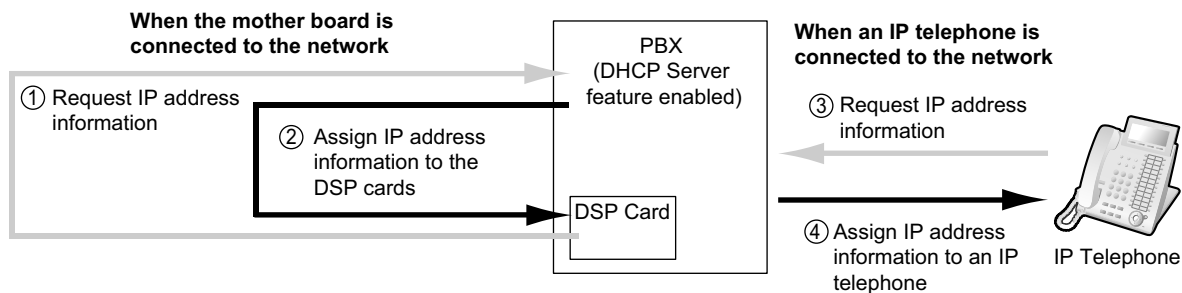 When the mother board is
connected to the network
① Request IP address
information
② Assign IP address
information to the
DSP cards
PBX
(DHCP Server
feature enabled)
DSP Card
When an IP telephone is
connected to the network
③ Request IP address
information
④ Assign IP address
information to an IP
telephone
IP Telephone